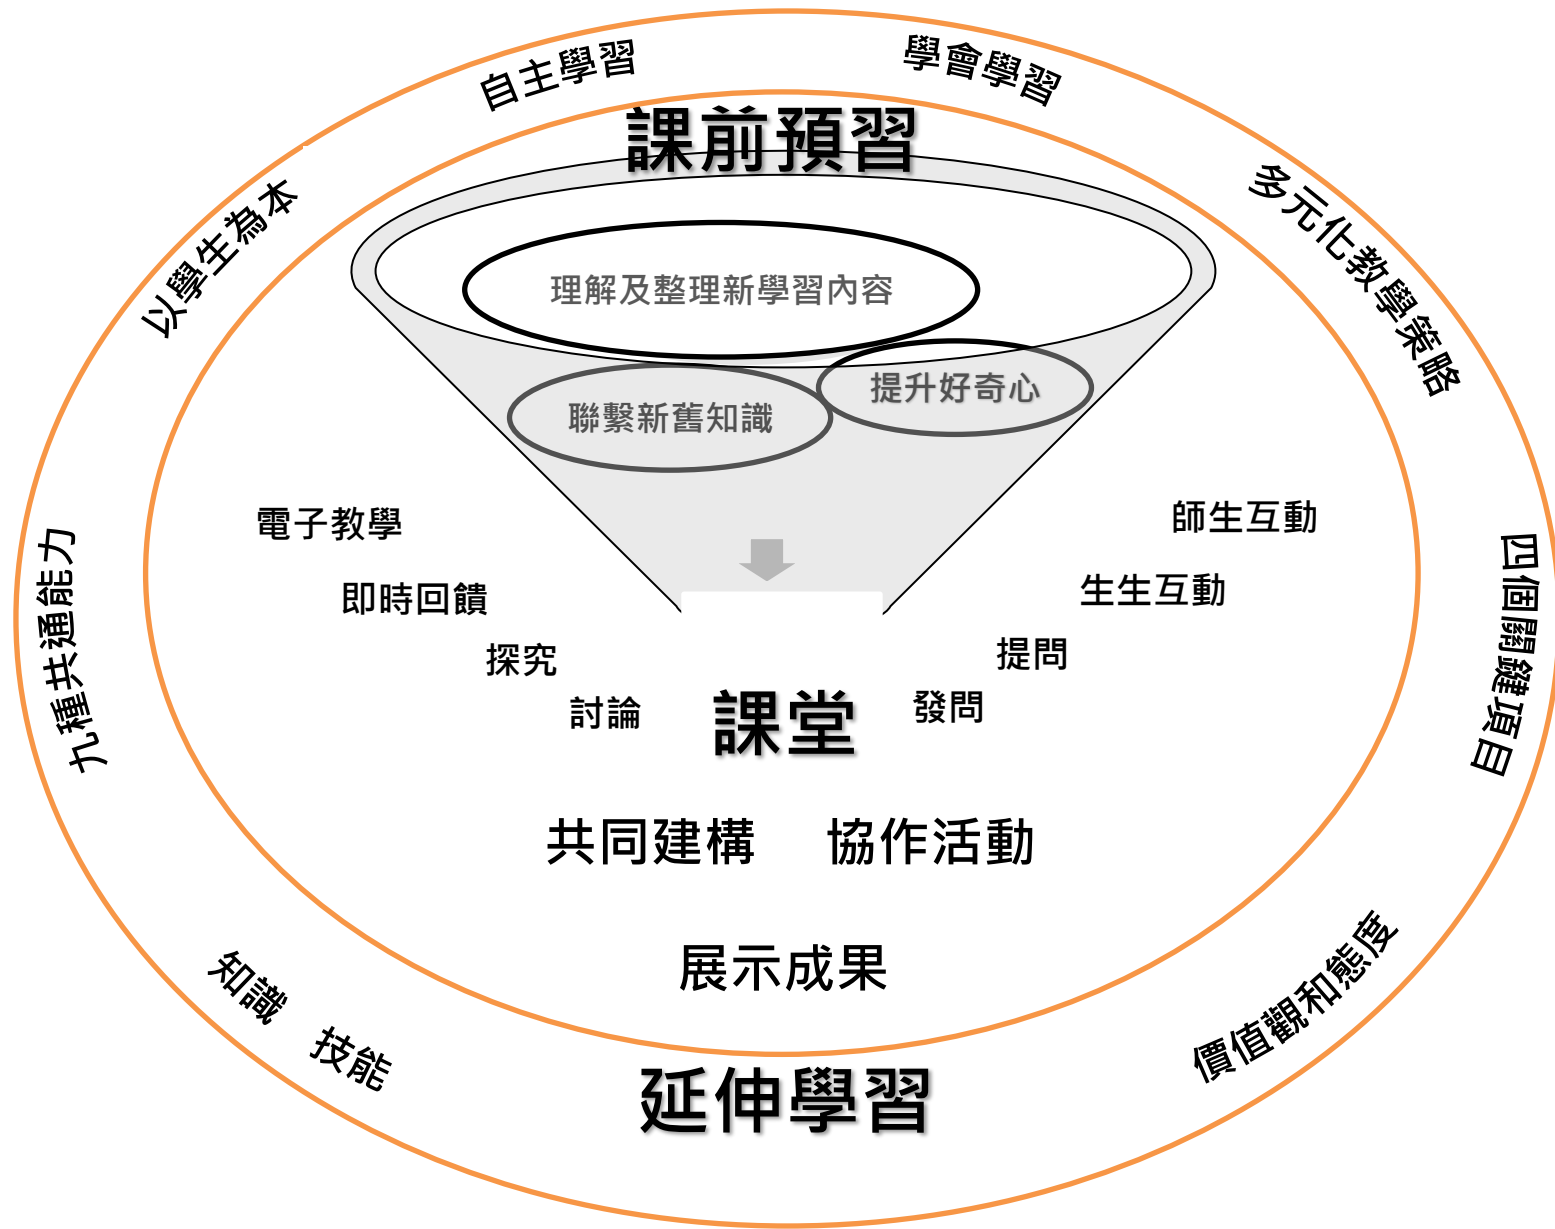 自主學習
學會學習
課前預習
以學生為本
多元化教學策略
理解及整理新學習內容
提升好奇心
聯繫新舊知識
電子教學
師生互動
九種共通能力
四個關鍵項目
即時回饋
生生互動
探究
提問
討論
課堂
發問
共同建構
協作活動
展示成果
知識
技能
價值觀和態度
延伸學習